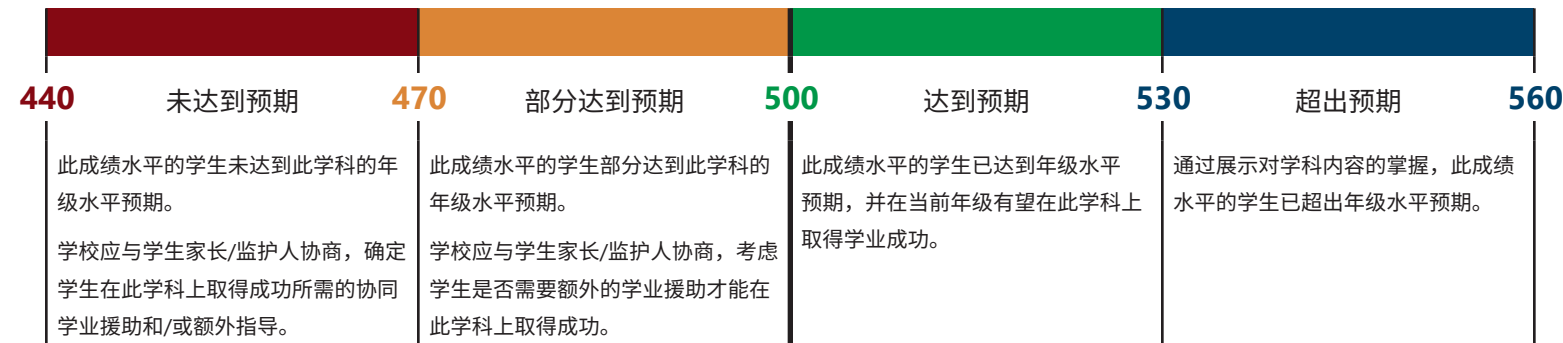 440 未达到预期 470 部分达到预期 500 达到预期 530 超出预期 560
此成绩水平的学生未达到此学科的年
级水平预期。
学校应与学生家长/监护人协商，确定
学生在此学科上取得成功所需的协同
学业援助和/或额外指导。
此成绩水平的学生部分达到此学科的
年级水平预期。
学校应与学生家长/监护人协商，考虑
学生是否需要额外的学业援助才能在
此学科上取得成功。
此成绩水平的学生已达到年级水平
预期，并在当前年级有望在此学科上
取得学业成功。
通过展示对学科内容的掌握，此成绩
水平的学生已超出年级水平预期。